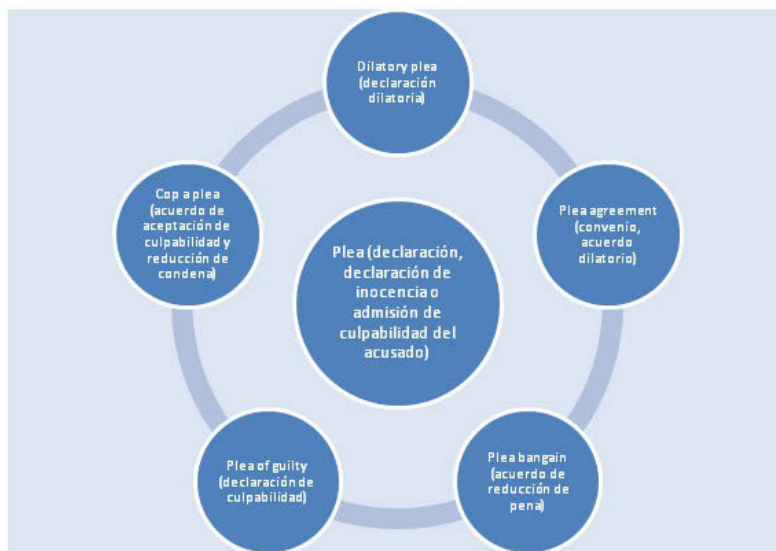 Dilatory plea
(declaración
dilatoria)
Plea agreement
(convenio,
acuerdo
dilatorio)
Plea bangain
(acuerdo de
reducción de
pena)
Plea of guilty
(declaración de
culpabilidad)
Cop a plea
(acuerdo de
aceptación de
culpabilidad y
reducción de
condena)
Plea (declaración,
declaración de
inocencia o
admisión de
culpabilidad del
acusado)